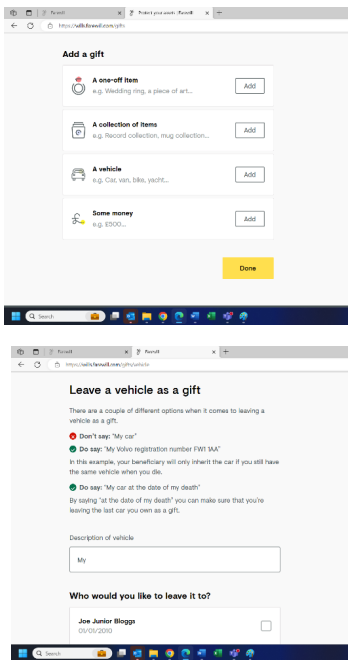 Farewill
Protect your assets | Farewill
https://wills.farewill.com/gifts
Add a gift
A one-off item
e.g. Wedding ring, a piece of art...
Add
A collection of items
e.g. Record collection, mug collection...
Add
A vehicle
e.g. Car, van, bike, yacht...
Add
Some money
e.g. £500...
Add
Done
Search
Farewill
Farewill
https://wills.farewill.com/gifts/vehicle
Leave a vehicle as a gift
There are a couple of different options when it comes to leaving a
vehicle as a gift.
Don't say: "My car"
Do say: "My Volvo registration number FW11 1AA"
In this example, your beneficiary will only inherit the car if you still have
the same vehicle when you die.
Do say: "My car at the date of my death"
By saying "at the date of my death" you can make sure that you're
leaving the last car you own as a gift.
Description of vehicle
My
Who would you like to leave it to?
Joe Junior Bloggs
01/01/2010
Search